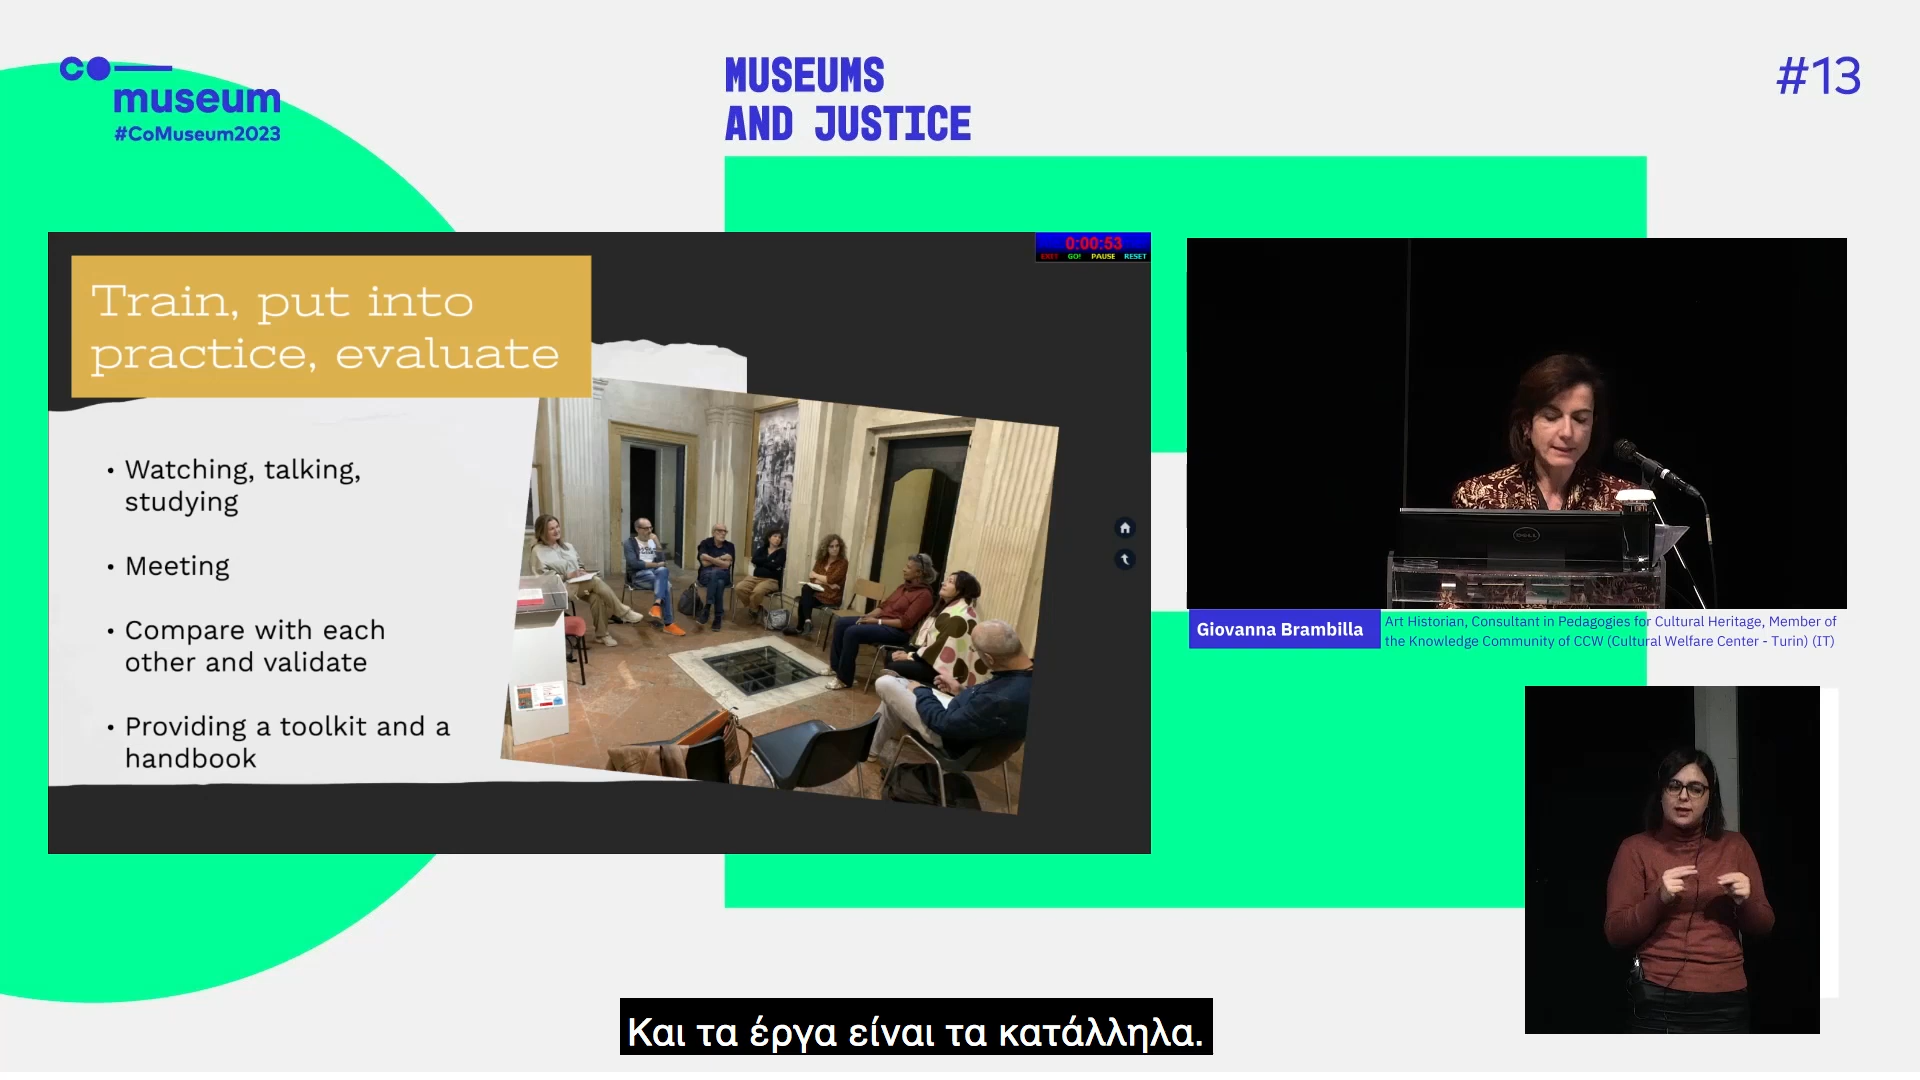 co
museum
#CoMuseum2023
MUSEUMS
AND JUSTICE
#13
0:00:53
EXIT GO! PAUSE RESET
Train, put into
practice, evaluate
• Watching, talking,
studying
• Meeting
• Compare with each
other and validate
• Providing a toolkit and a
handbook
DELL
Giovanna Brambilla
Art Historian, Consultant in Pedagogies for Cultural Heritage, Member of
the Knowledge Community of CCW (Cultural Welfare Center - Turin) (IT)
Και τα έργα είναι τα κατάλληλα.